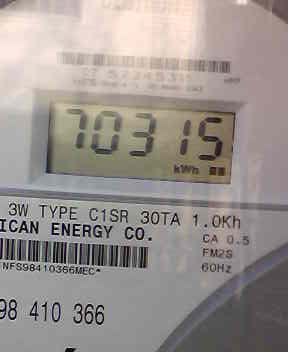 70315
kWh
3W TYPE C1SR 30TA 1.0Kh
ICAN ENERGY CO.
CA 0.5
NFS98410366MEC*
FM2S
60Hz
98 410 366